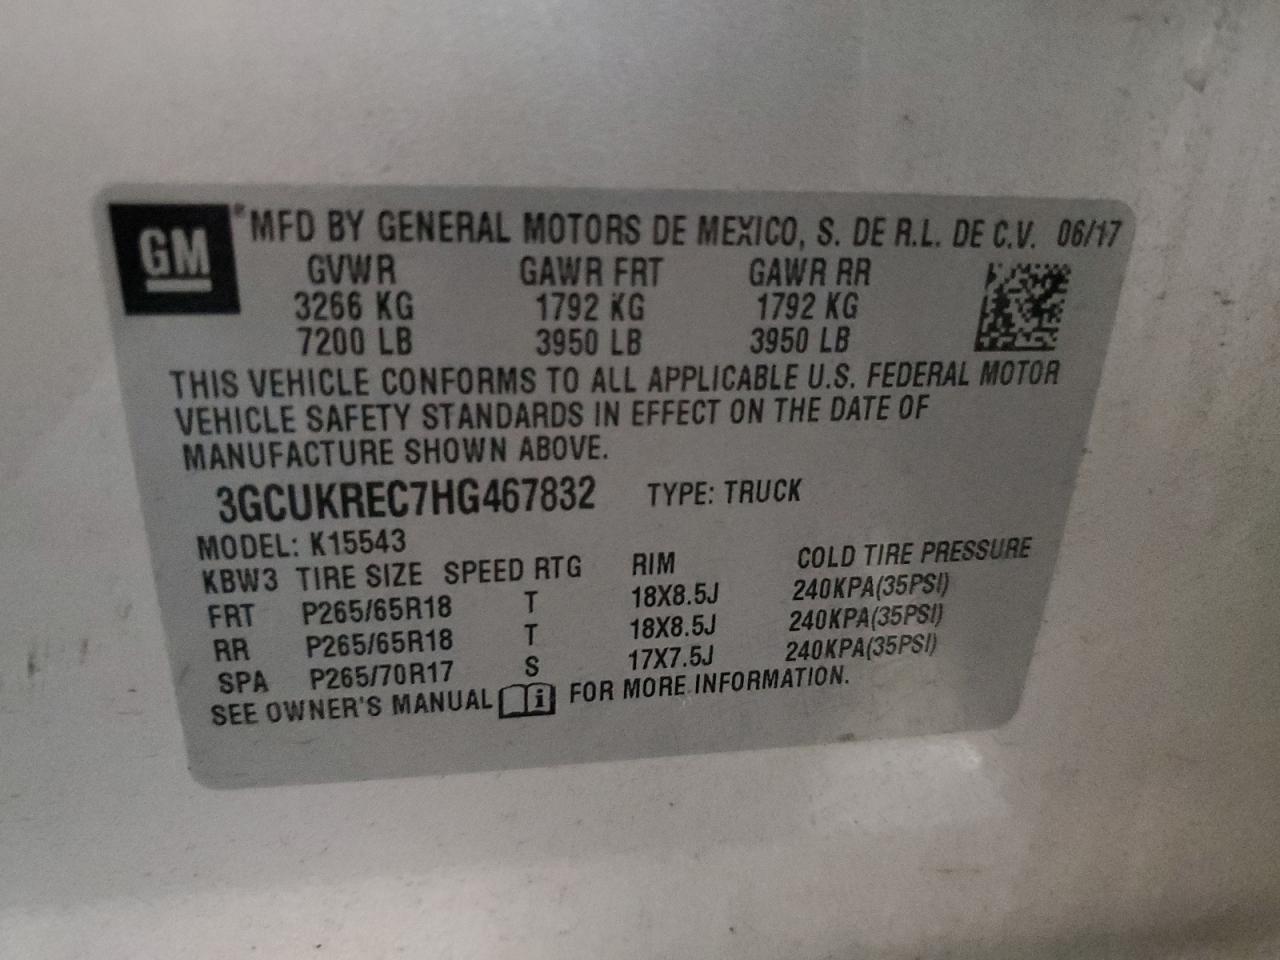 GM
MFD BY GENERAL MOTORS DE MEXICO, S. DE R.L. DE C.V. 06/17
GVWR GAWR FRT GAWR RR
3266 KG 1792 KG 1792 KG
7200 LB 3950 LB 3950 LB
THIS VEHICLE CONFORMS TO ALL APPLICABLE U.S. FEDERAL MOTOR
VEHICLE SAFETY STANDARDS IN EFFECT ON THE DATE OF
MANUFACTURE SHOWN ABOVE.
3GCUKREC7HG467832 TYPE: TRUCK
MODEL: K15543
KBW3 TIRE SIZE SPEED RTG RIM COLD TIRE PRESSURE
FRT P265/65R18 T 18X8.5J 240KPA(35PSI)
RR P265/65R18 T 18X8.5J 240KPA(35PSI)
SPA P265/70R17 S 17X7.5J 240KPA(35PSI)
SEE OWNER'S MANUAL i FOR MORE INFORMATION.